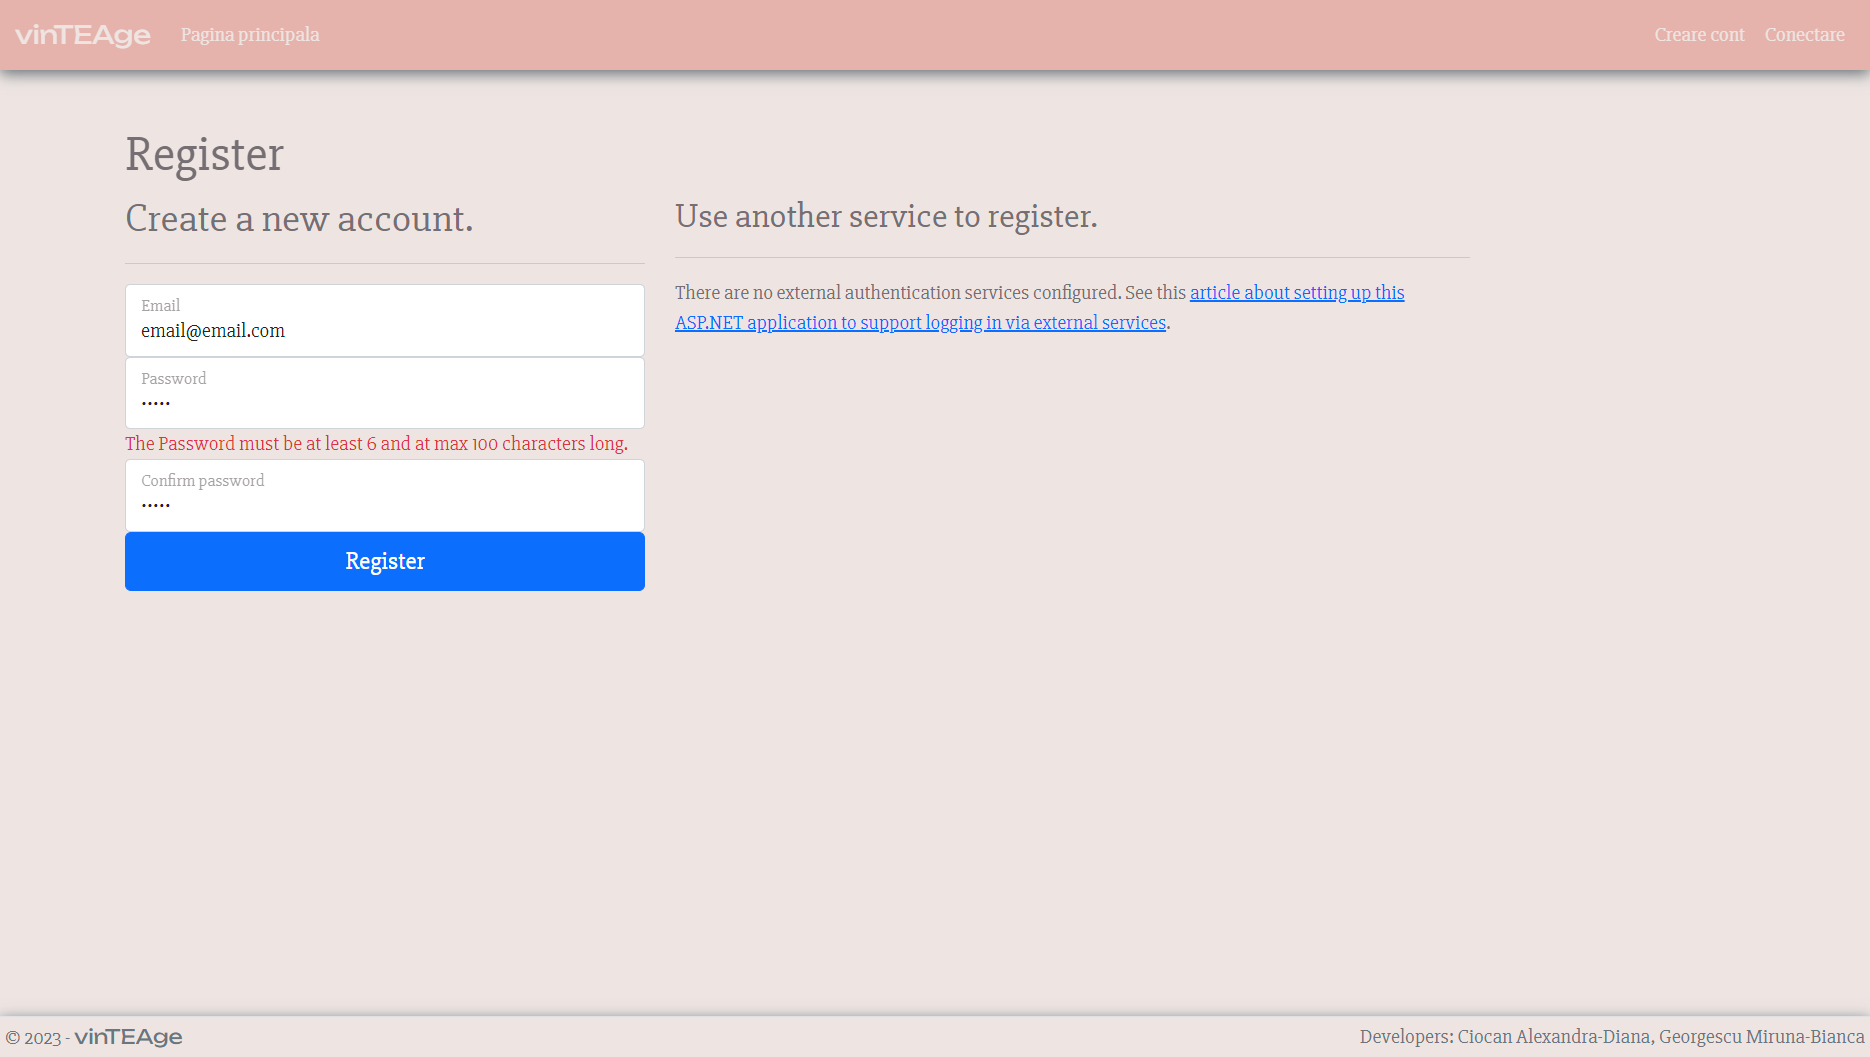 vinTEAge Pagina principala Creare cont Conectare
Register
Create a new account.
Use another service to register.
Email
email@email.com
Password
•••••
The Password must be at least 6 and at max 100 characters long.
Confirm password
•••••
Register
There are no external authentication services configured. See this article about setting up this
ASP.NET application to support logging in via external services.
© 2023 - vinTEAge
Developers: Ciocan Alexandra-Diana, Georgescu Miruna-Bianca